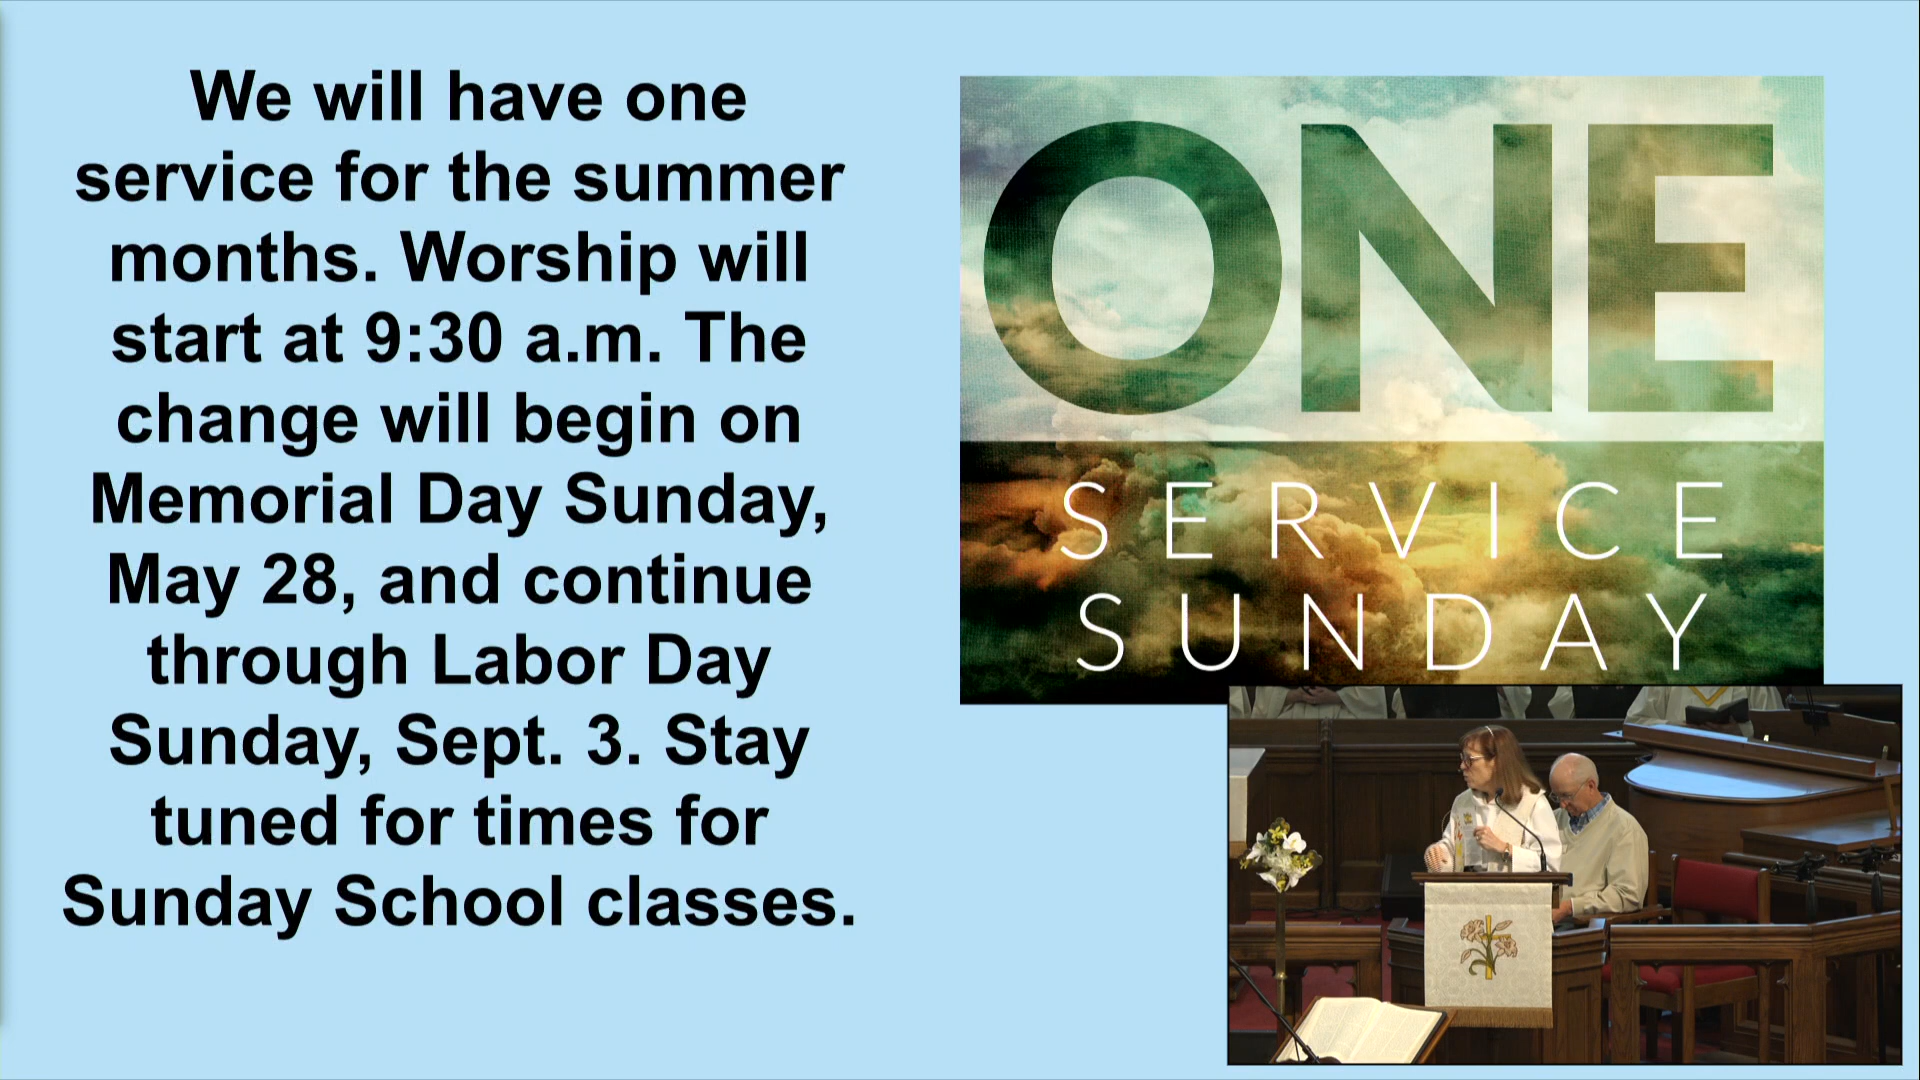 We will have one
service for the summer
months. Worship will
start at 9:30 a.m. The
change will begin on
Memorial Day Sunday,
May 28, and continue
through Labor Day
Sunday, Sept. 3. Stay
tuned for times for
Sunday School classes.
ONE
SERVICE
SUNDAY